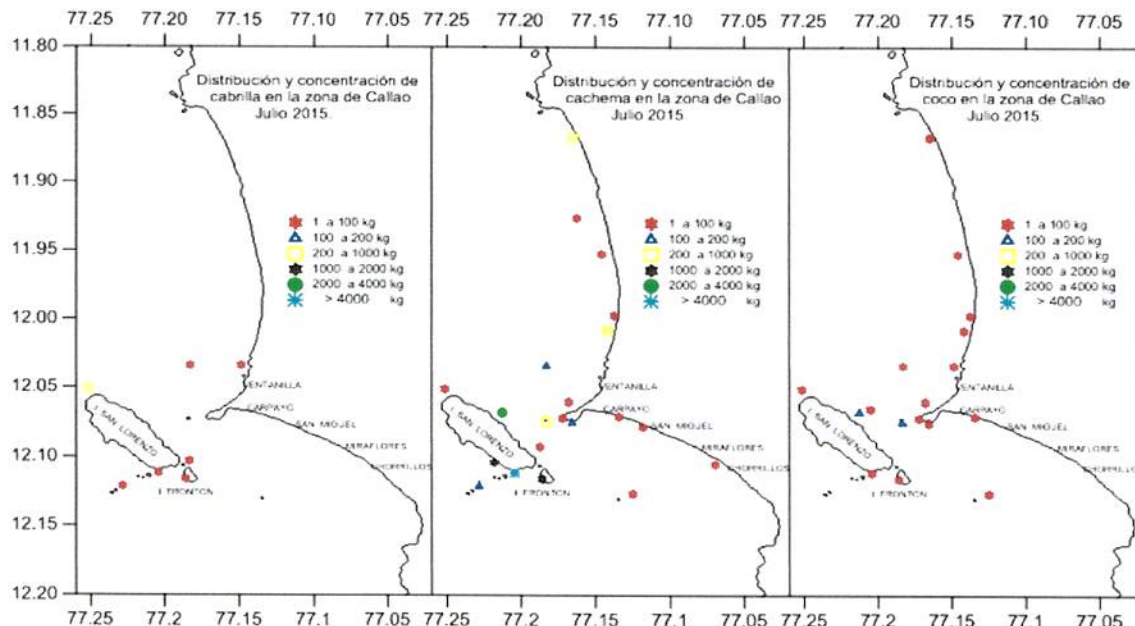 77.25 77.20 77.15 77.10 77.05 77.25 77.20 77.15 77.10 77.05 77.25 77.20 77.15 77.10 77.05
11.80
11.85
11.90
11.95
12.00
12.05
12.10
12.15
12.20
Distribución y concentración de
cabrilla en la zona de Callao
Julio 2015.
1 a 100 kg
100 a 200 kg
200 a 1000 kg
1000 a 2000 kg
2000 a 4000 kg
> 4000 kg
VENTANILLA
CARPAYO
I. SAN LORENZO
SAN MIGUEL
MIRAFLORES
CHORRILLOS
I. FRONTON
Distribución y concentración de
cachema en la zona de Callao
Julio 2015
1 a 100 kg
100 a 200 kg
200 a 1000 kg
1000 a 2000 kg
2000 a 4000 kg
> 4000 kg
VENTANILLA
CARPAYO
I. SAN LORENZO
SAN MIGUEL
MIRAFLORES
CHORRILLOS
I. FRONTON
Distribución y concentración de
coco en la zona de Callao
Julio 2015.
1 a 100 kg
100 a 200 kg
200 a 1000 kg
1000 a 2000 kg
2000 a 4000 kg
> 4000 kg
VENTANILLA
CARPAYO
I. SAN LORENZO
SAN MIGUEL
MIRAFLORES
CHORRILLOS
I. FRONTON
77.25 77.20 77.15 77.10 77.05 77.25 77.20 77.15 77.10 77.05 77.25 77.20 77.15 77.10 77.05